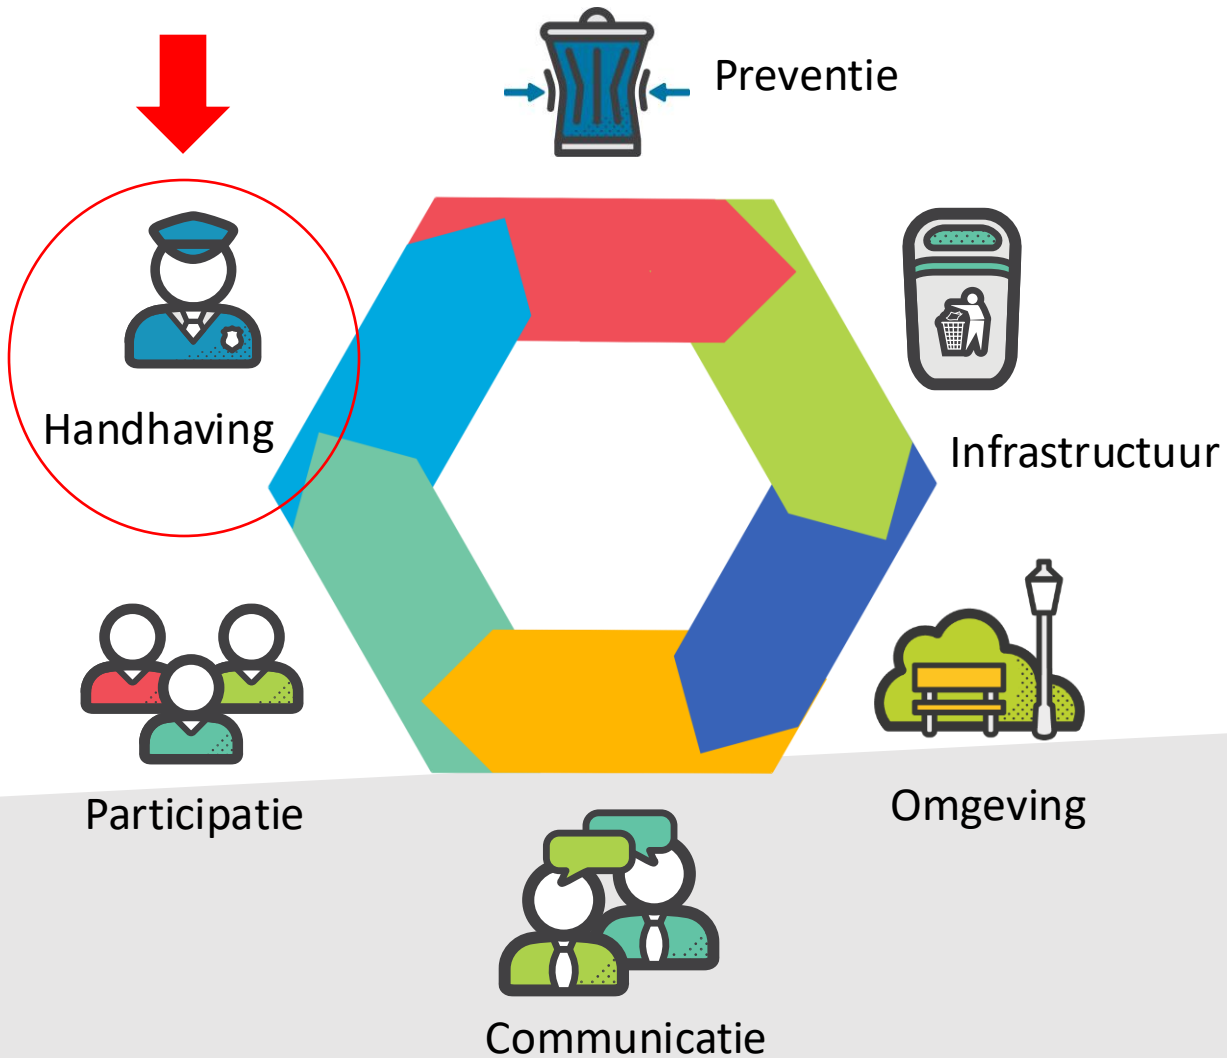 Preventie
Handhaving
Infrastructuur
Participatie
Omgeving
Communicatie